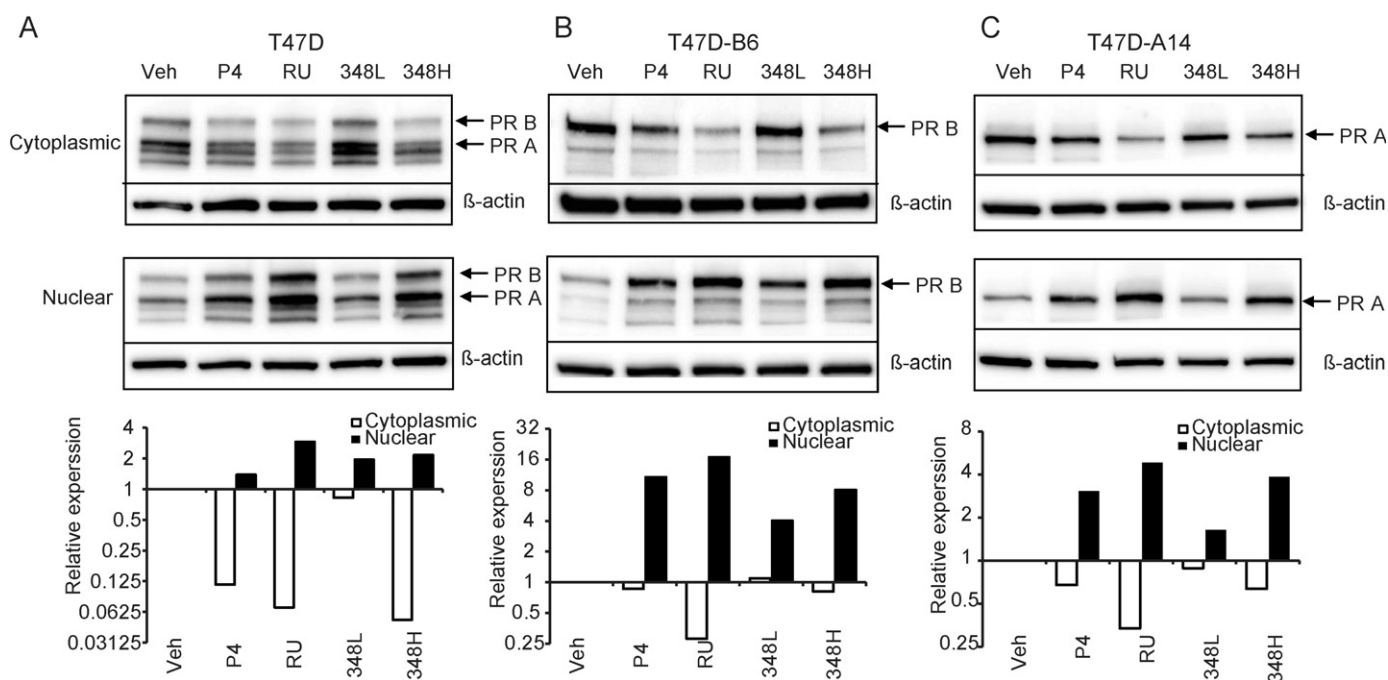 A
T47D
Veh P4 RU 348L 348H
Cytoplasmic
PR B
PR A
ß-actin
Nuclear
PR B
PR A
ß-actin
Relative experssion
4
2
1
0.5
0.25
0.125
0.0625
0.03125
Cytoplasmic
Nuclear
Veh P4 RU 348L 348H
B
T47D-B6
Veh P4 RU 348L 348H
PR B
ß-actin
PR B
ß-actin
Relative experssion
32
16
8
4
2
1
0.5
0.25
Cytoplasmic
Nuclear
Veh P4 RU 348L 348H
C
T47D-A14
Veh P4 RU 348L 348H
PR A
ß-actin
PR A
ß-actin
Relative experssion
8
4
2
1
0.5
0.25
Cytoplasmic
Nuclear
Veh P4 RU 348L 348H